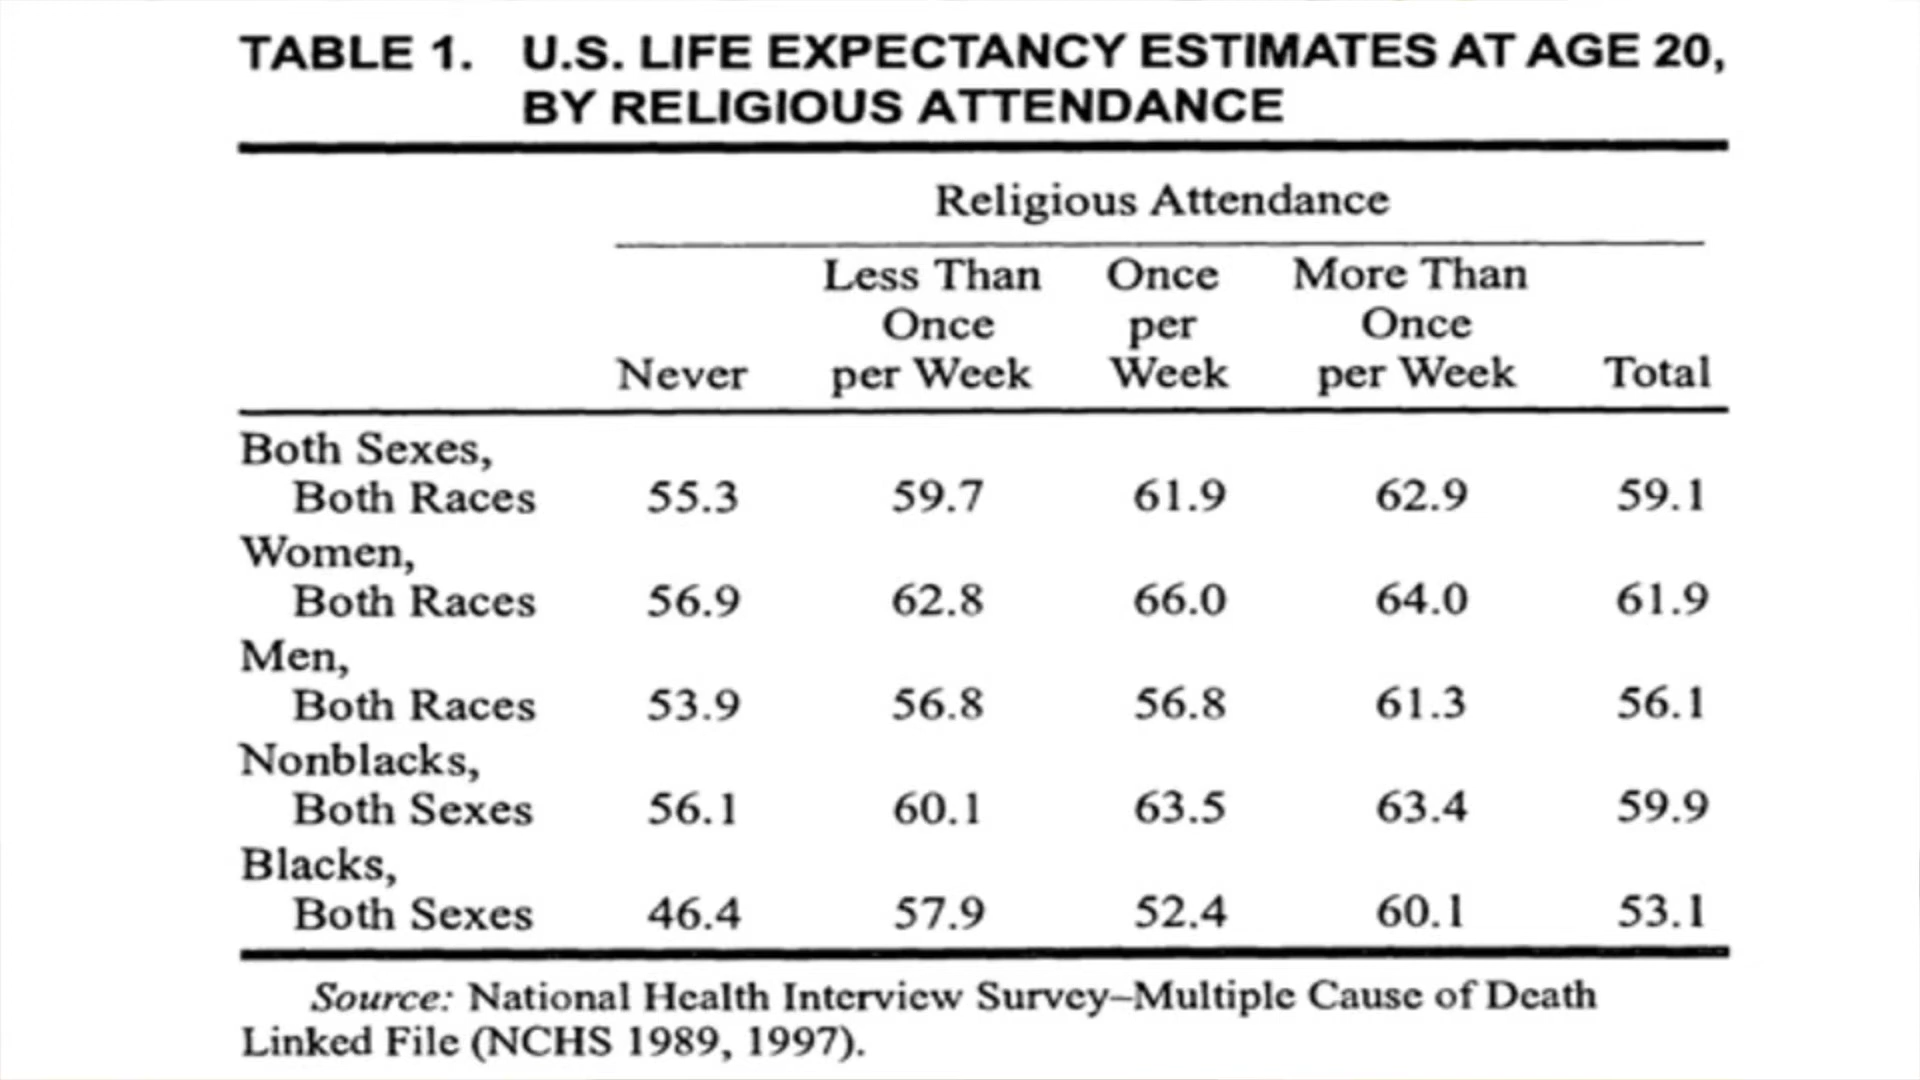 TABLE 1. U.S. LIFE EXPECTANCY ESTIMATES AT AGE 20,
BY RELIGIOUS ATTENDANCE
Religious Attendance
Less Than Once More Than
Once per Once
Never per Week Week per Week Total
Both Sexes,
Both Races 55.3 59.7 61.9 62.9 59.1
Women,
Both Races 56.9 62.8 66.0 64.0 61.9
Men,
Both Races 53.9 56.8 56.8 61.3 56.1
Nonblacks,
Both Sexes 56.1 60.1 63.5 63.4 59.9
Blacks,
Both Sexes 46.4 57.9 52.4 60.1 53.1
Source: National Health Interview Survey–Multiple Cause of Death
Linked File (NCHS 1989, 1997).